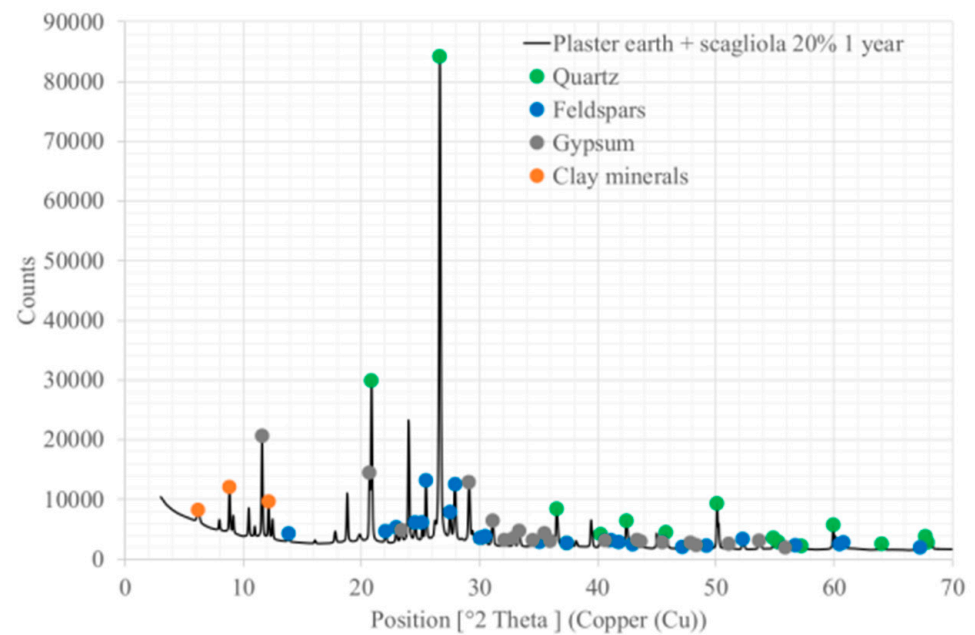 90000
80000
70000
60000
50000
40000
30000
20000
10000
0
Counts
Plaster earth + scagliola 20% 1 year
Quartz
Feldspars
Gypsum
Clay minerals
0 10 20 30 40 50 60 70
Position [°2 Theta ] (Copper (Cu))